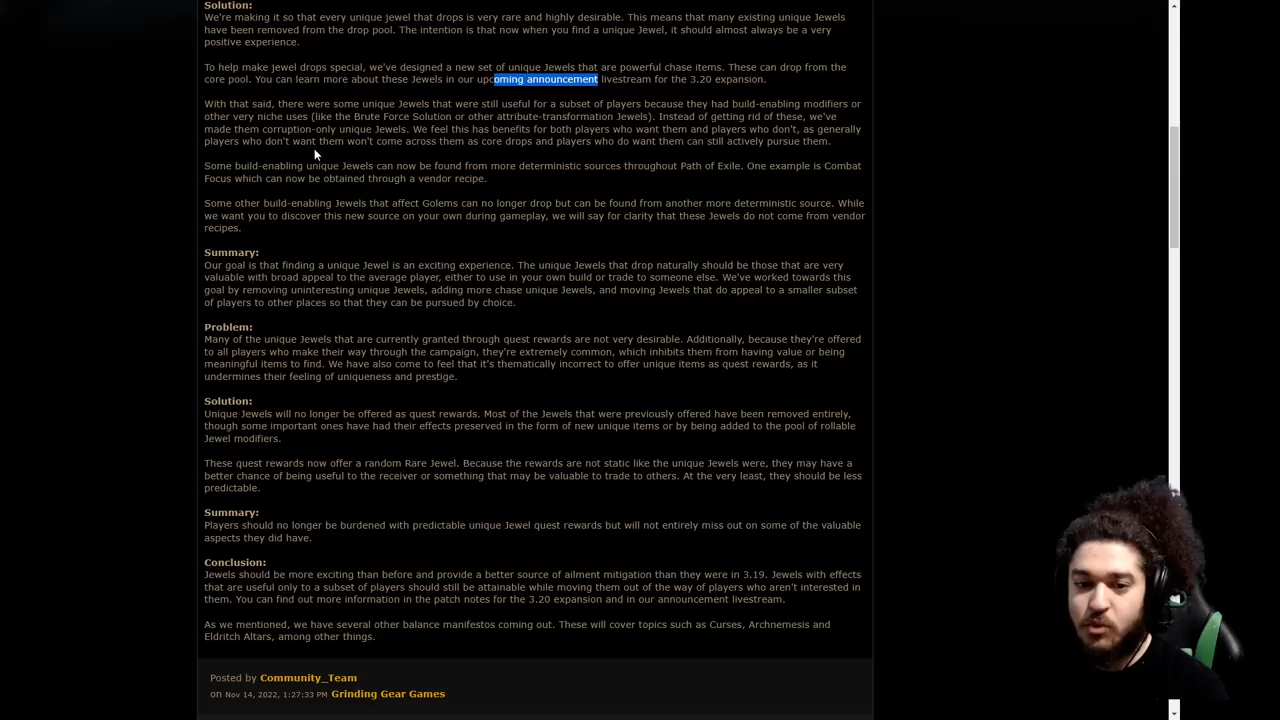 Solution:
We're making it so that every unique jewel that drops is very rare and highly desirable. This means that many existing unique Jewels
have been removed from the drop pool. The intention is that now when you find a unique Jewel, it should almost always be a very
positive experience.
To help make jewel drops special, we've designed a new set of unique Jewels that are powerful chase items. These can drop from the
core pool. You can learn more about these Jewels in our upcoming announcement livestream for the 3.20 expansion.
With that said, there were some unique Jewels that were still useful for a subset of players because they had build-enabling modifiers or
other very niche uses (like the Brute Force Solution or other attribute-transformation Jewels). Instead of getting rid of these, we've
made them corruption-only unique Jewels. We feel this has benefits for both players who want them and players who don't, as generally
players who don't want them won't come across them as core drops and players who do want them can still actively pursue them.
Some build-enabling unique Jewels can now be found from more deterministic sources throughout Path of Exile. One example is Combat
Focus which can now be obtained through a vendor recipe.
Some other build-enabling Jewels that affect Golems can no longer drop but can be found from another more deterministic source. While
we want you to discover this new source on your own during gameplay, we will say for clarity that these Jewels do not come from vendor
recipes.
Summary:
Our goal is that finding a unique Jewel is an exciting experience. The unique Jewels that drop naturally should be those that are very
valuable with broad appeal to the average player, either to use in your own build or trade to someone else. We've worked towards this
goal by removing uninteresting unique Jewels, adding more chase unique Jewels, and moving Jewels that do appeal to a smaller subset
of players to other places so that they can be pursued by choice.
Problem:
Many of the unique Jewels that are currently granted through quest rewards are not very desirable. Additionally, because they're offered
to all players who make their way through the campaign, they're extremely common, which inhibits them from having value or being
meaningful items to find. We have also come to feel that it's thematically incorrect to offer unique items as quest rewards, as it
undermines their feeling of uniqueness and prestige.
Solution:
Unique Jewels will no longer be offered as quest rewards. Most of the Jewels that were previously offered have been removed entirely,
though some important ones have had their effects preserved in the form of new unique items or by being added to the pool of rollable
Jewel modifiers.
These quest rewards now offer a random Rare Jewel. Because the rewards are not static like the unique Jewels were, they may have a
better chance of being useful to the receiver or something that may be valuable to trade to others. At the very least, they should be less
predictable.
Summary:
Players should no longer be burdened with predictable unique Jewel quest rewards but will not entirely miss out on some of the valuable
aspects they did have.
Conclusion:
Jewels should be more exciting than before and provide a better source of ailment mitigation than they were in 3.19. Jewels with effects
that are useful only to a subset of players should still be attainable while moving them out of the way of players who aren't interested in
them. You can find out more information in the patch notes for the 3.20 expansion and in our announcement livestream.
As we mentioned, we have several other balance manifestos coming out. These will cover topics such as Curses, Archnemesis and
Eldritch Altars, among other things.
Posted by Community_Team
on Nov 14, 2022, 1:27:33 PM Grinding Gear Games